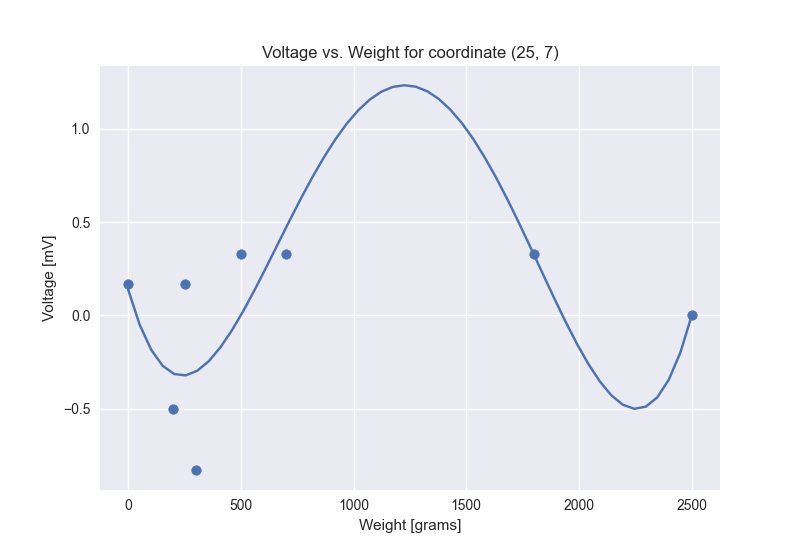 Voltage vs. Weight for coordinate (25, 7)
1.0
0.5
0.0
−0.5
Voltage [mV]
0 500 1000 1500 2000 2500
Weight [grams]